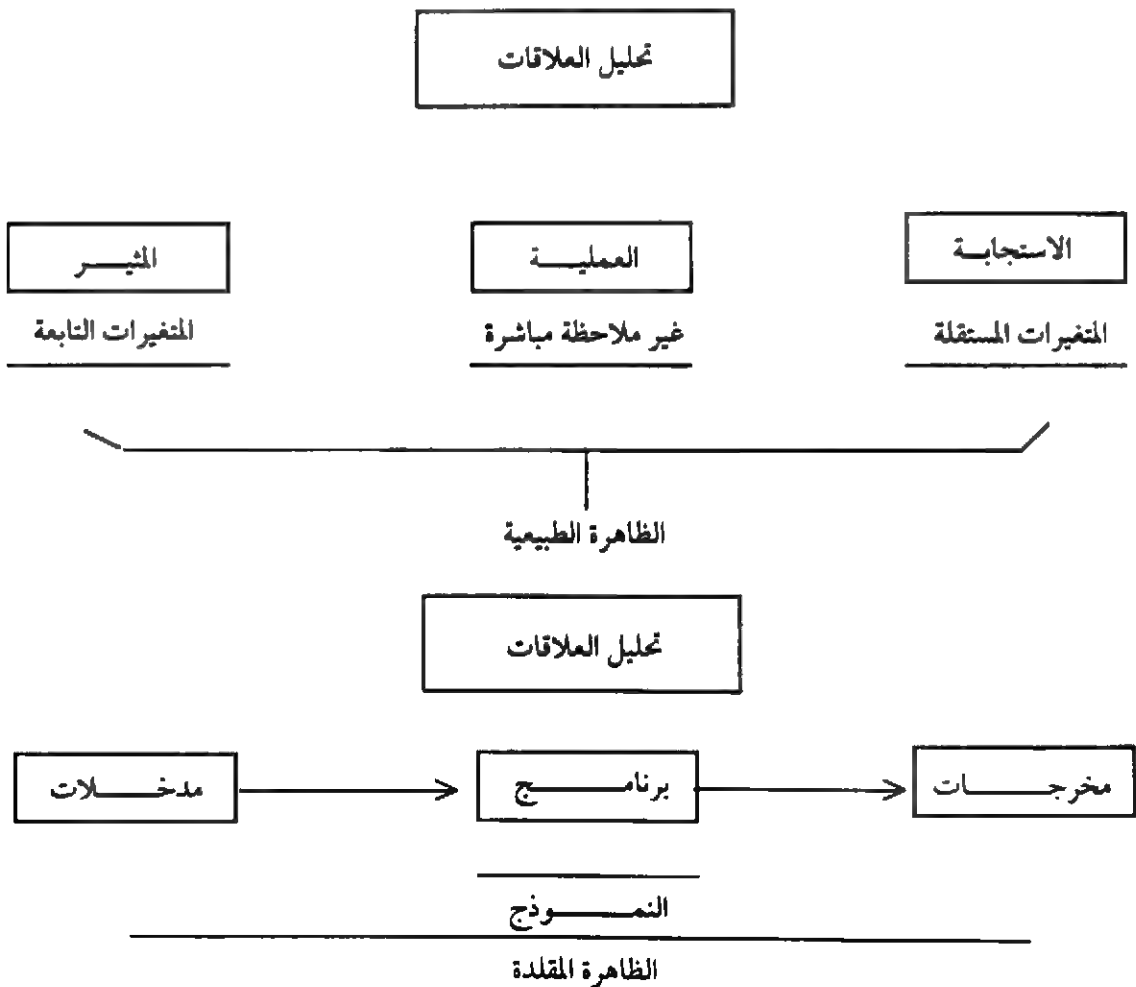 تحليل العلاقات
الاستجابة
العملية
المثير
المتغيرات المستقلة
غير ملاحظة مباشرة
المتغيرات التابعة
الظاهرة الطبيعية
تحليل العلاقات
مخرجات
برنامج
مدخلات
النموذج
الظاهرة المقلدة